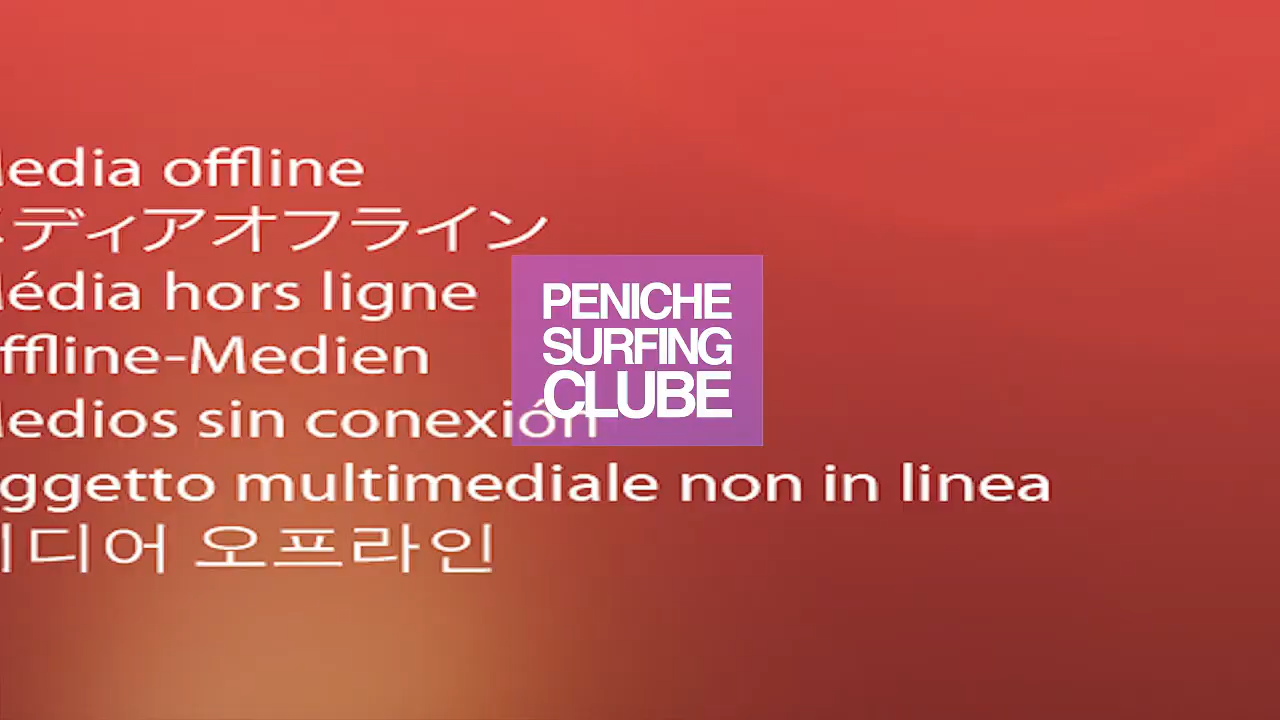 edia offline
ディアオフライン
édia hors ligne
ffline-Medien
edios sin conexión
ggetto multimediale non in linea
디어 오프라인
PENICHE
SURFING
CLUBE